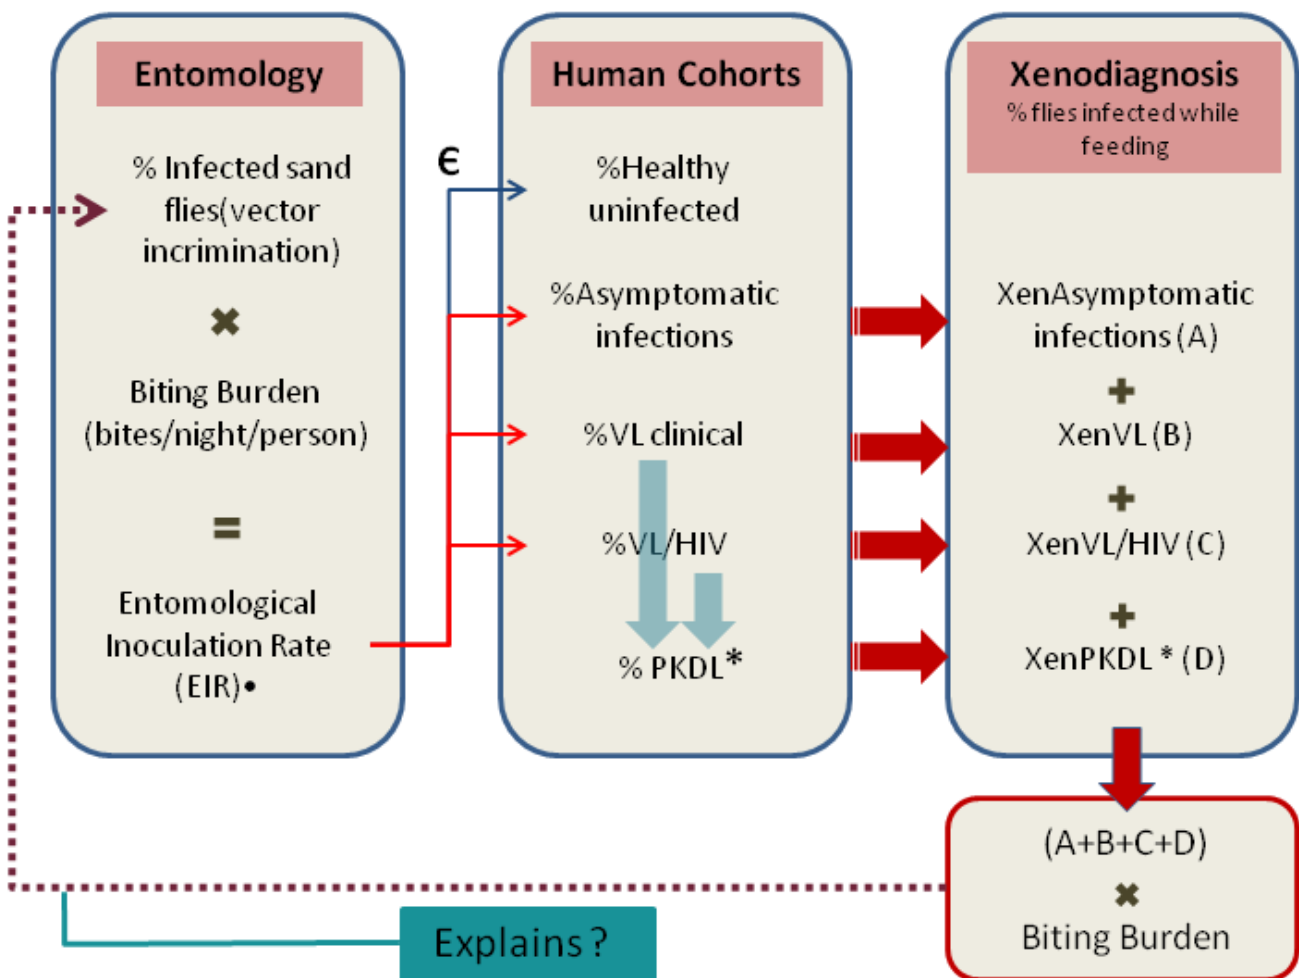 Entomology
% Infected sand
flies(vector
incrimination)
✖
Biting Burden
(bites/night/person)
=
Entomological
Inoculation Rate
(EIR)•
ϵ
Human Cohorts
%Healthy
uninfected
%Asymptomatic
infections
%VL clinical
%VL/HIV
% PKDL*
Xenodiagnosis
% flies infected while
feeding
XenAsymptomatic
infections (A)
+
XenVL (B)
+
XenVL/HIV (C)
+
XenPKDL * (D)
(A+B+C+D)
✖
Biting Burden
Explains ?